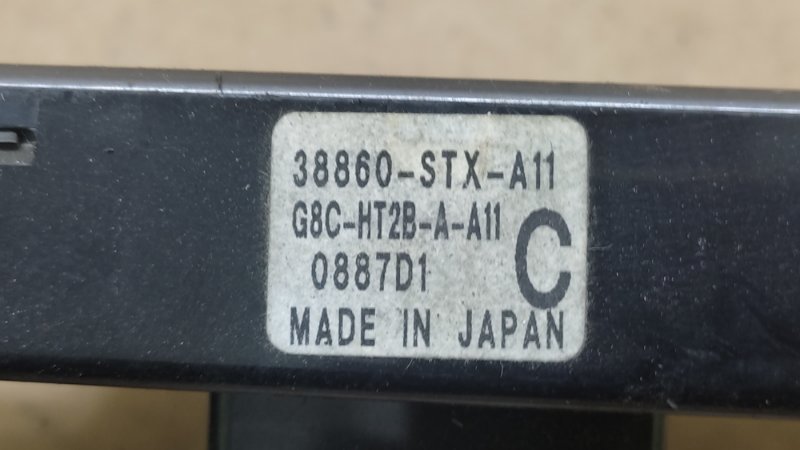 38860-STX-A11
G8C-HT2B-A-A11
0887D1
C
MADE IN JAPAN